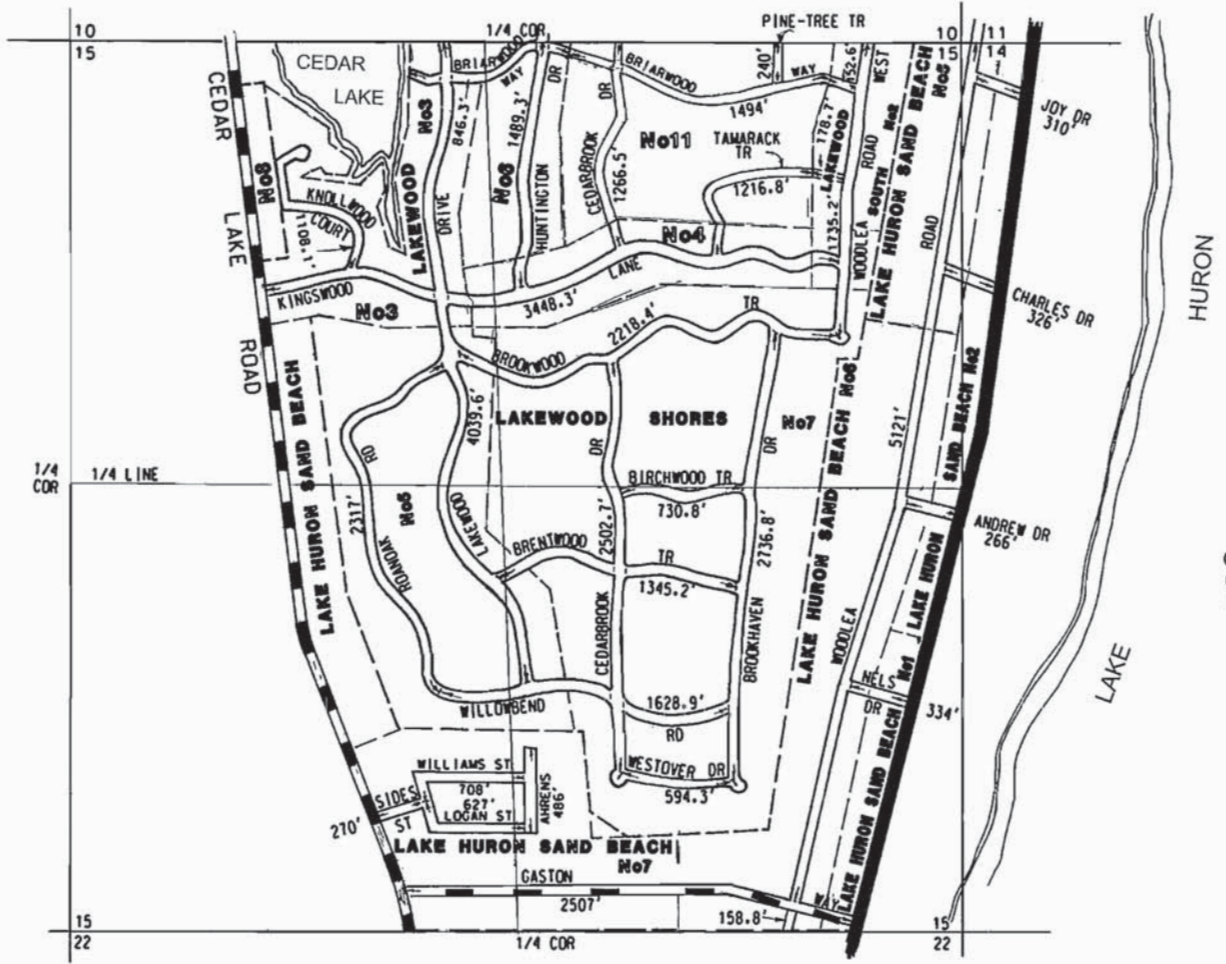 10
15
1/4 COR
PINE-TREE TR
10
15
11
14
CEDAR
LAKE
BRIARWOOD
WAY
DR
DR
BRIARWOOD
240'
WAY
152.6'
WEST
1494'
JOY DR
310'
CEDAR
LAKE
ROAD
No8
KNOLLWOOD
COURT
1108.1'
LAKEWOOD
No3
846.3'
DRIVE
1489.3'
No6
HUNTINGTON
CEDARBROOK
1266.5'
No11
TAMARACK
TR
1216.8'
178.7'
LAKEWOOD
SOUTH No2
1735.2'
ROAD
WOODLEA
LAKE HURON SAND BEACH
No5
ROAD
No4
LANE
KINGSWOOD
No3
3448.3'
2218.4'
TR
CHARLES DR
326'
HURON
BROOKWOOD
4039.6'
LAKEWOOD
SHORES
No7
DR
DR
5121'
SAND BEACH No2
LAKE HURON SAND BEACH
LAKE HURON SAND BEACH No6
1/4
COR
1/4 LINE
RD
2317'
No5
ROANOAK
LAKEWOOD
BIRCHWOOD TR
730.8'
2502.7'
2736.8'
BRENTWOOD
TR
1345.2'
ANDREW DR
266'
LAKE HURON
CEDARBROOK
BROOKHAVEN
WOODLEA
NELS
DR
No1
334'
LAKE
WILLOWBEND
1628.9'
RD
WESTOVER DR
594.3'
WILLIAMS ST
708'
627'
LOGAN ST
AHRENS
486'
SIDES
ST
270'
LAKE HURON SAND BEACH
No7
LAKE HURON SAND BEACH
GASTON
WAY
2507'
158.8'
15
22
1/4 COR
15
22